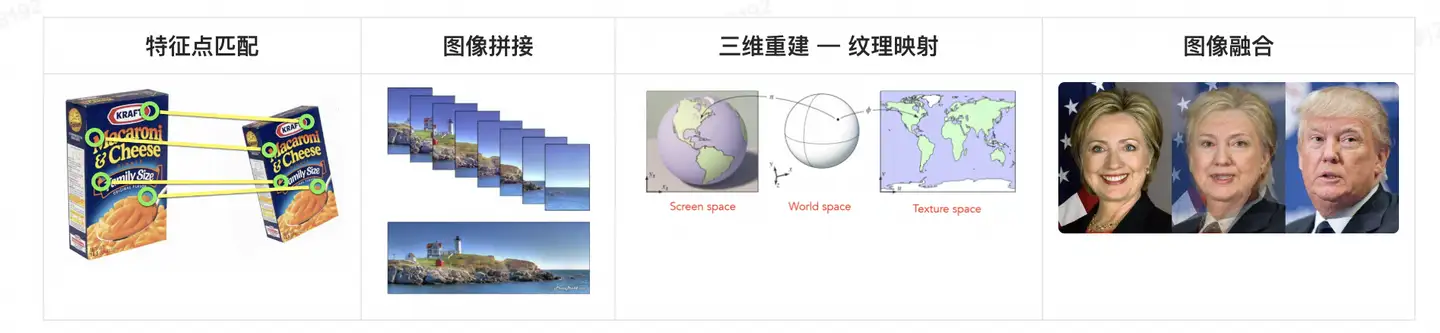 特征点匹配
图像拼接
三维重建 — 纹理映射
图像融合
KRAFT
Macaroni
& Cheese
Family Size
KRAFT
Macaroni
& Cheese
Family Size
π
ϕ
Screen space
World space
Texture space